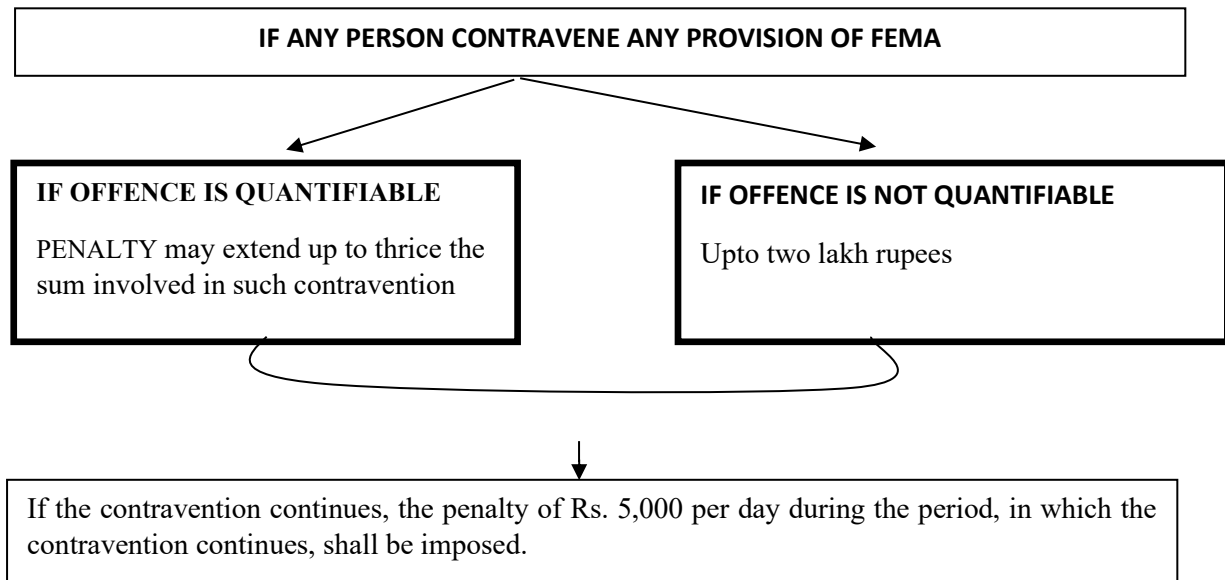 IF ANY PERSON CONTRAVENE ANY PROVISION OF FEMA
IF OFFENCE IS QUANTIFIABLE
PENALTY may extend up to thrice the
sum involved in such contravention
IF OFFENCE IS NOT QUANTIFIABLE
Upto two lakh rupees
If the contravention continues, the penalty of Rs. 5,000 per day during the period, in which the
contravention continues, shall be imposed.